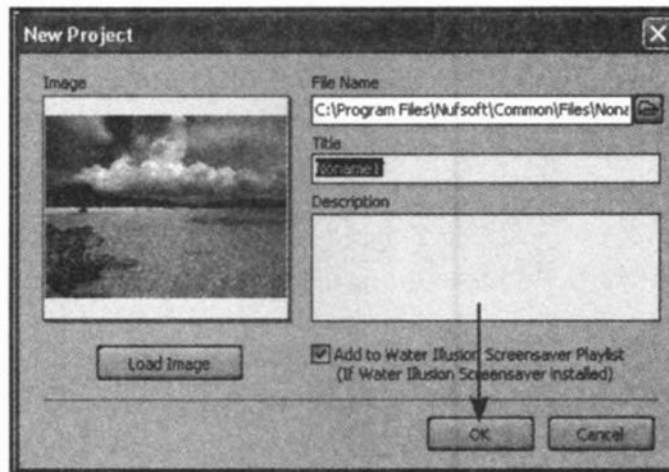 New Project
Image
File Name
C:\Program Files\Nufsoft\Common\Files\Nona
Title
Noname1
Description
Load Image
Add to Water Illusion Screensaver Playlist
(If Water Illusion Screensaver installed)
OK
Cancel